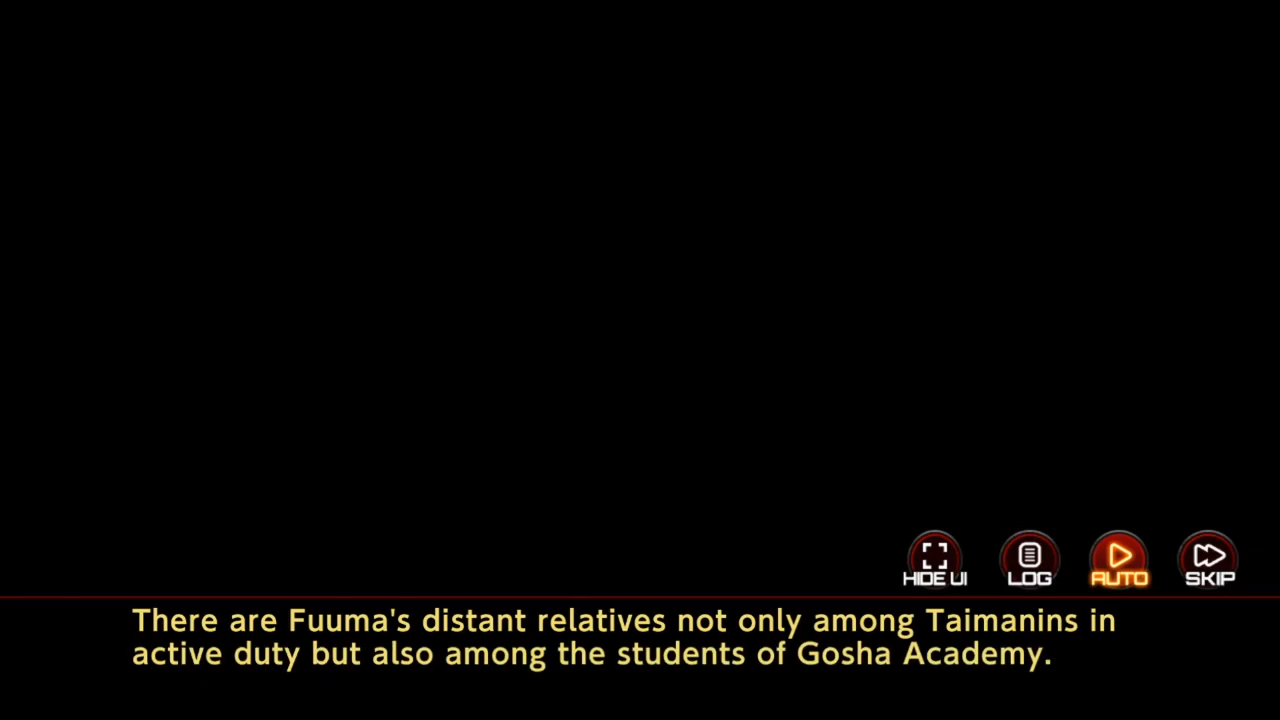 HIDE UI LOG AUTO SKIP
There are Fuuma's distant relatives not only among Taimanins in
active duty but also among the students of Gosha Academy.